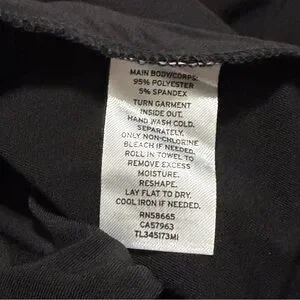 MAIN BODY/CORPS:
95% POLYESTER
5% SPANDEX
TURN GARMENT
INSIDE OUT.
HAND WASH COLD.
SEPARATELY.
ONLY NON-CHLORINE
BLEACH IF NEEDED.
ROLL IN TOWEL TO
REMOVE EXCESS
MOISTURE.
RESHAPE.
LAY FLAT TO DRY.
COOL IRON IF NEEDED.
RN58665
CA57963
TL345173MI